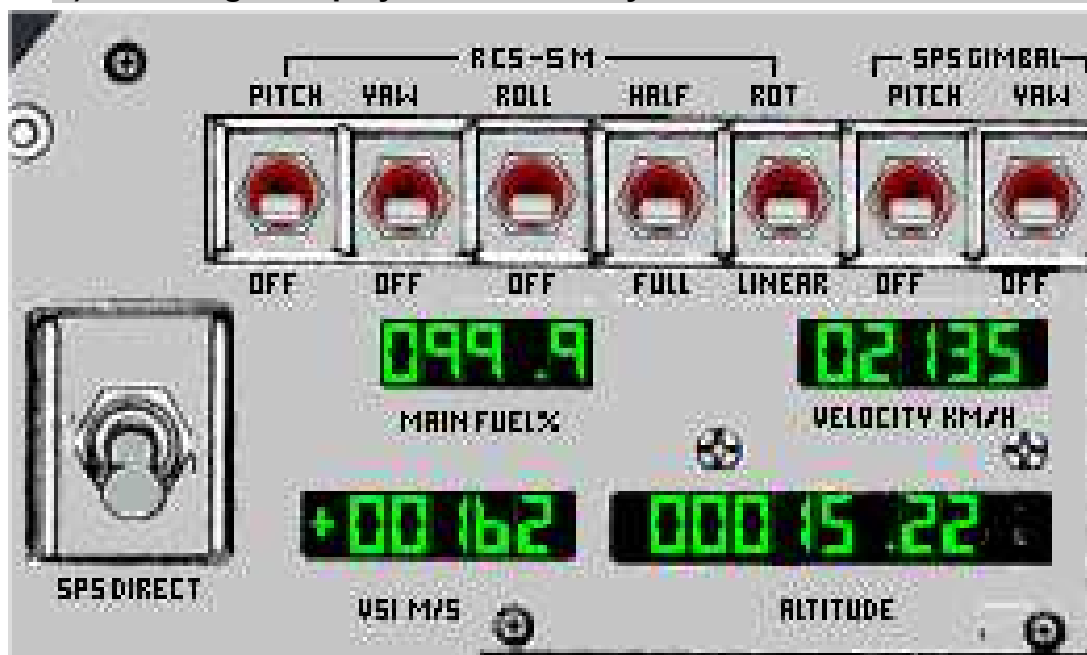 RCS-SM SPS GIMBAL
PITCH YAW ROLL HALF ROT PITCH YAW
OFF OFF OFF FULL LINEAR OFF OFF
099.9 02135
MAIN FUEL% VELOCITY KM/H
+00162 00015.22
SPS DIRECT
VSI M/S ALTITUDE